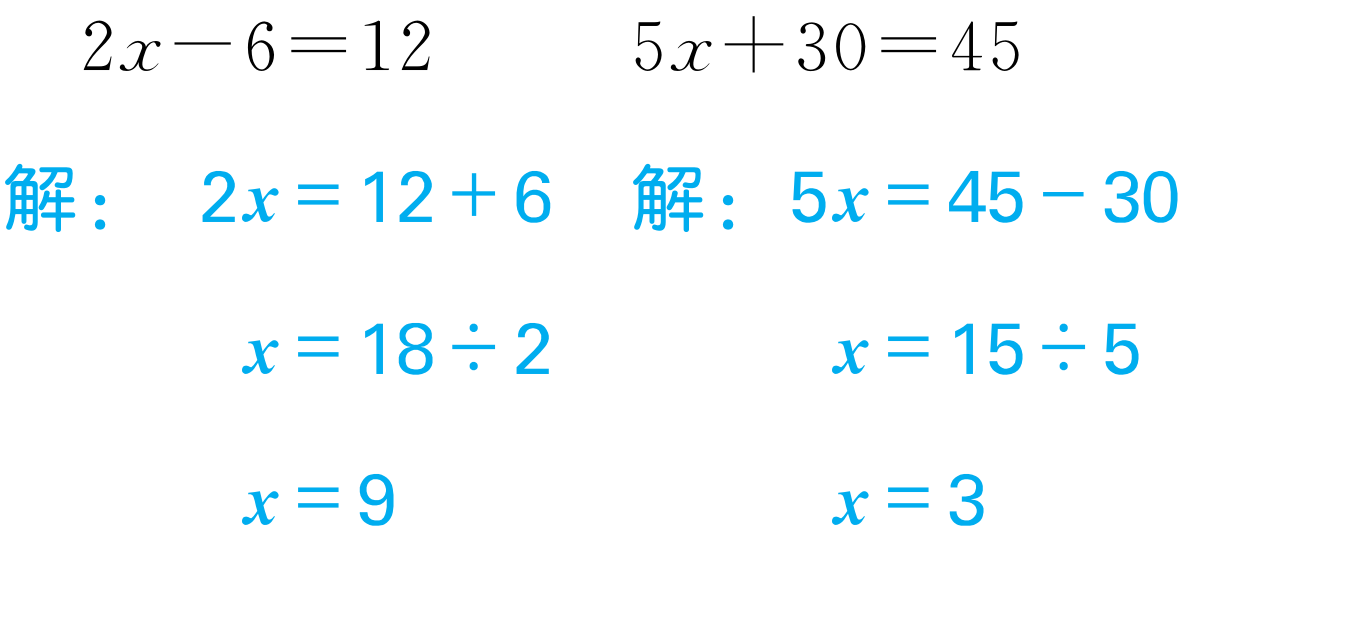 2x－6＝12 5x＋30＝45
解： 2x＝12＋6 解： 5x＝45－30
x＝18÷2 x＝15÷5
x＝9 x＝3